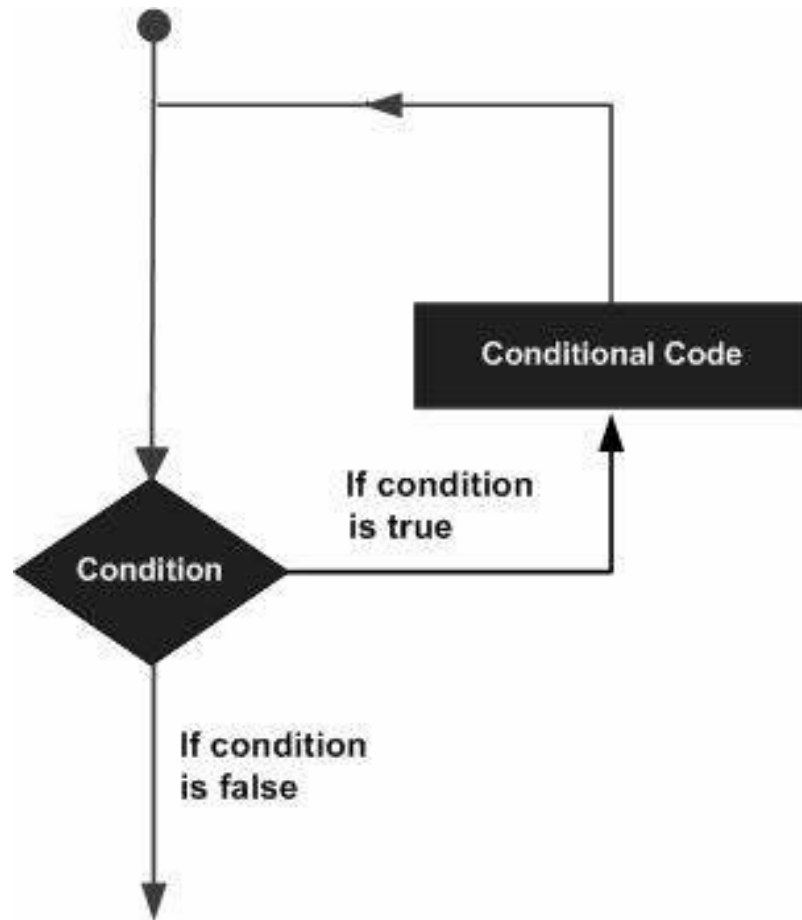 Conditional Code
If condition
is true
Condition
If condition
is false